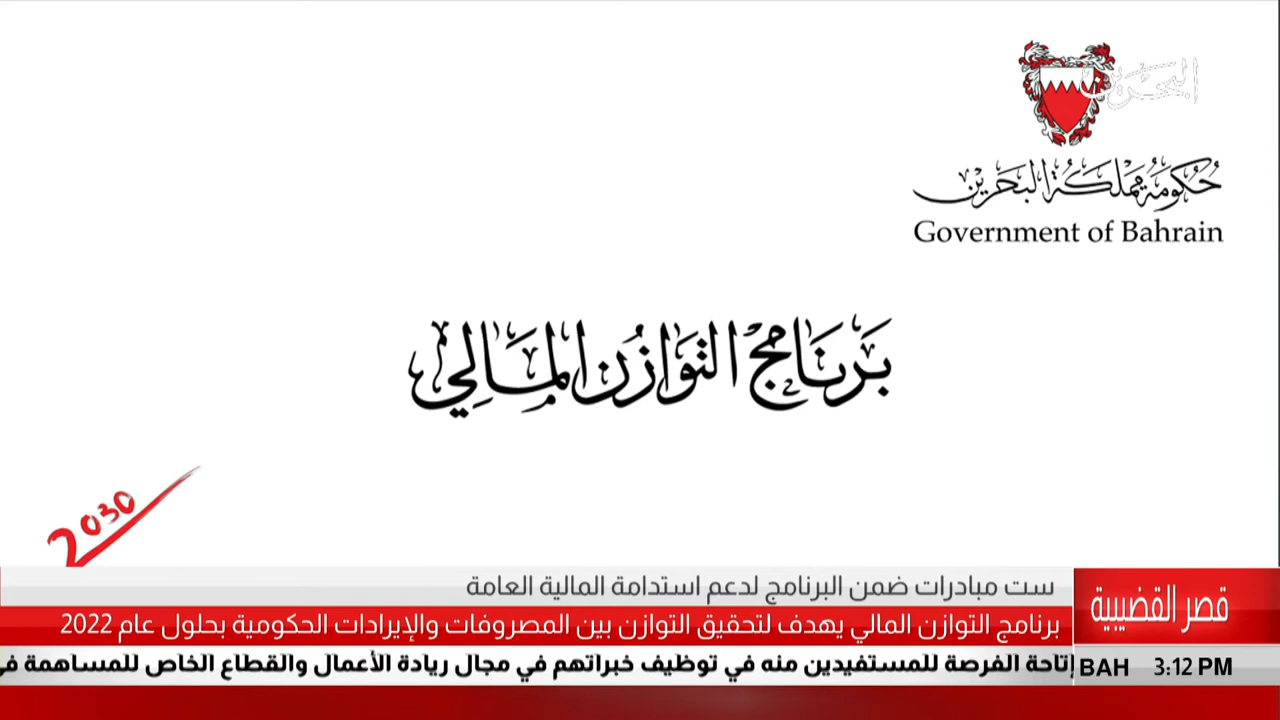 البحرين
حكومة مملكة البحرين
Government of Bahrain
برنامج التوازن المالي
2030
ست مبادرات ضمن البرنامج لدعم استدامة المالية العامة
قصر القضيبية
برنامج التوازن المالي يهدف لتحقيق التوازن بين المصروفات والإيرادات الحكومية بحلول عام 2022
إتاحة الفرصة للمستفيدين منه في توظيف خبراتهم في مجال ريادة الأعمال والقطاع الخاص للمساهمة في
BAH 3:12 PM